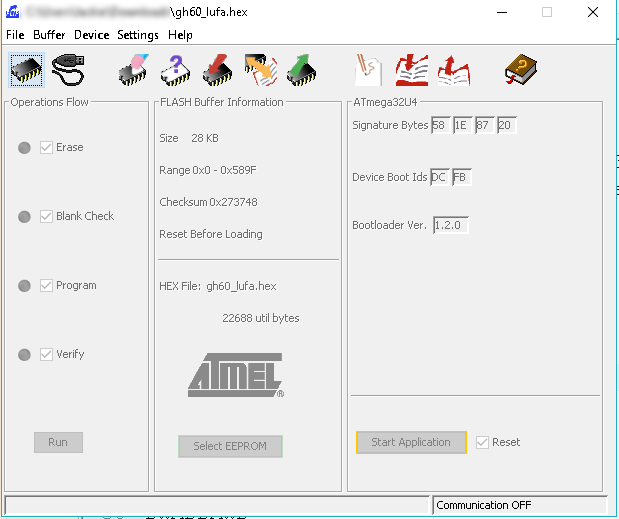 \gh60_lufa.hex
File Buffer Device Settings Help
Operations Flow
Erase
Blank Check
Program
Verify
Run
FLASH Buffer Information
Size 28 KB
Range 0x0 - 0x589F
Checksum 0x273748
Reset Before Loading
HEX File: gh60_lufa.hex
22688 util bytes
ATMEL®
Select EEPROM
ATmega32U4
Signature Bytes 58 1E 87 20
Device Boot Ids DC FB
Bootloader Ver. 1.2.0
Start Application Reset
Communication OFF